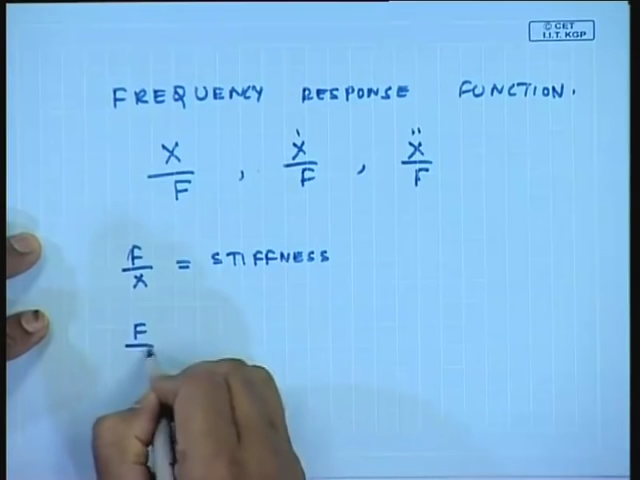 © CET
I.I.T. KGP
FREQUENCY RESPONSE FUNCTION.
X/F , Ẋ/F , Ẍ/F
F/X = STIFFNESS
F/